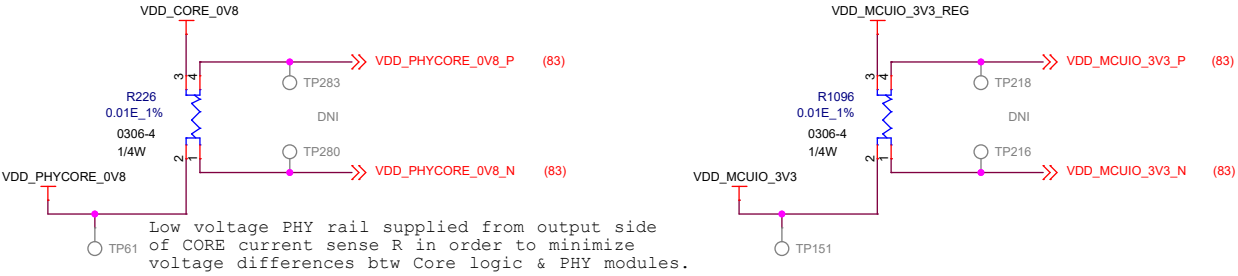 VDD_CORE_0V8
3
4
VDD_PHYCORE_0V8_P (83)
TP283
R226
0.01E_1%
0306-4
1/4W
DNI
TP280
2
1
VDD_PHYCORE_0V8_N (83)
VDD_PHYCORE_0V8
TP61
Low voltage PHY rail supplied from output side
of CORE current sense R in order to minimize
voltage differences btw Core logic & PHY modules.
VDD_MCUIO_3V3_REG
3
4
VDD_MCUIO_3V3_P (83)
TP218
R1096
0.01E_1%
0306-4
1/4W
DNI
TP216
2
1
VDD_MCUIO_3V3_N (83)
VDD_MCUIO_3V3
TP151